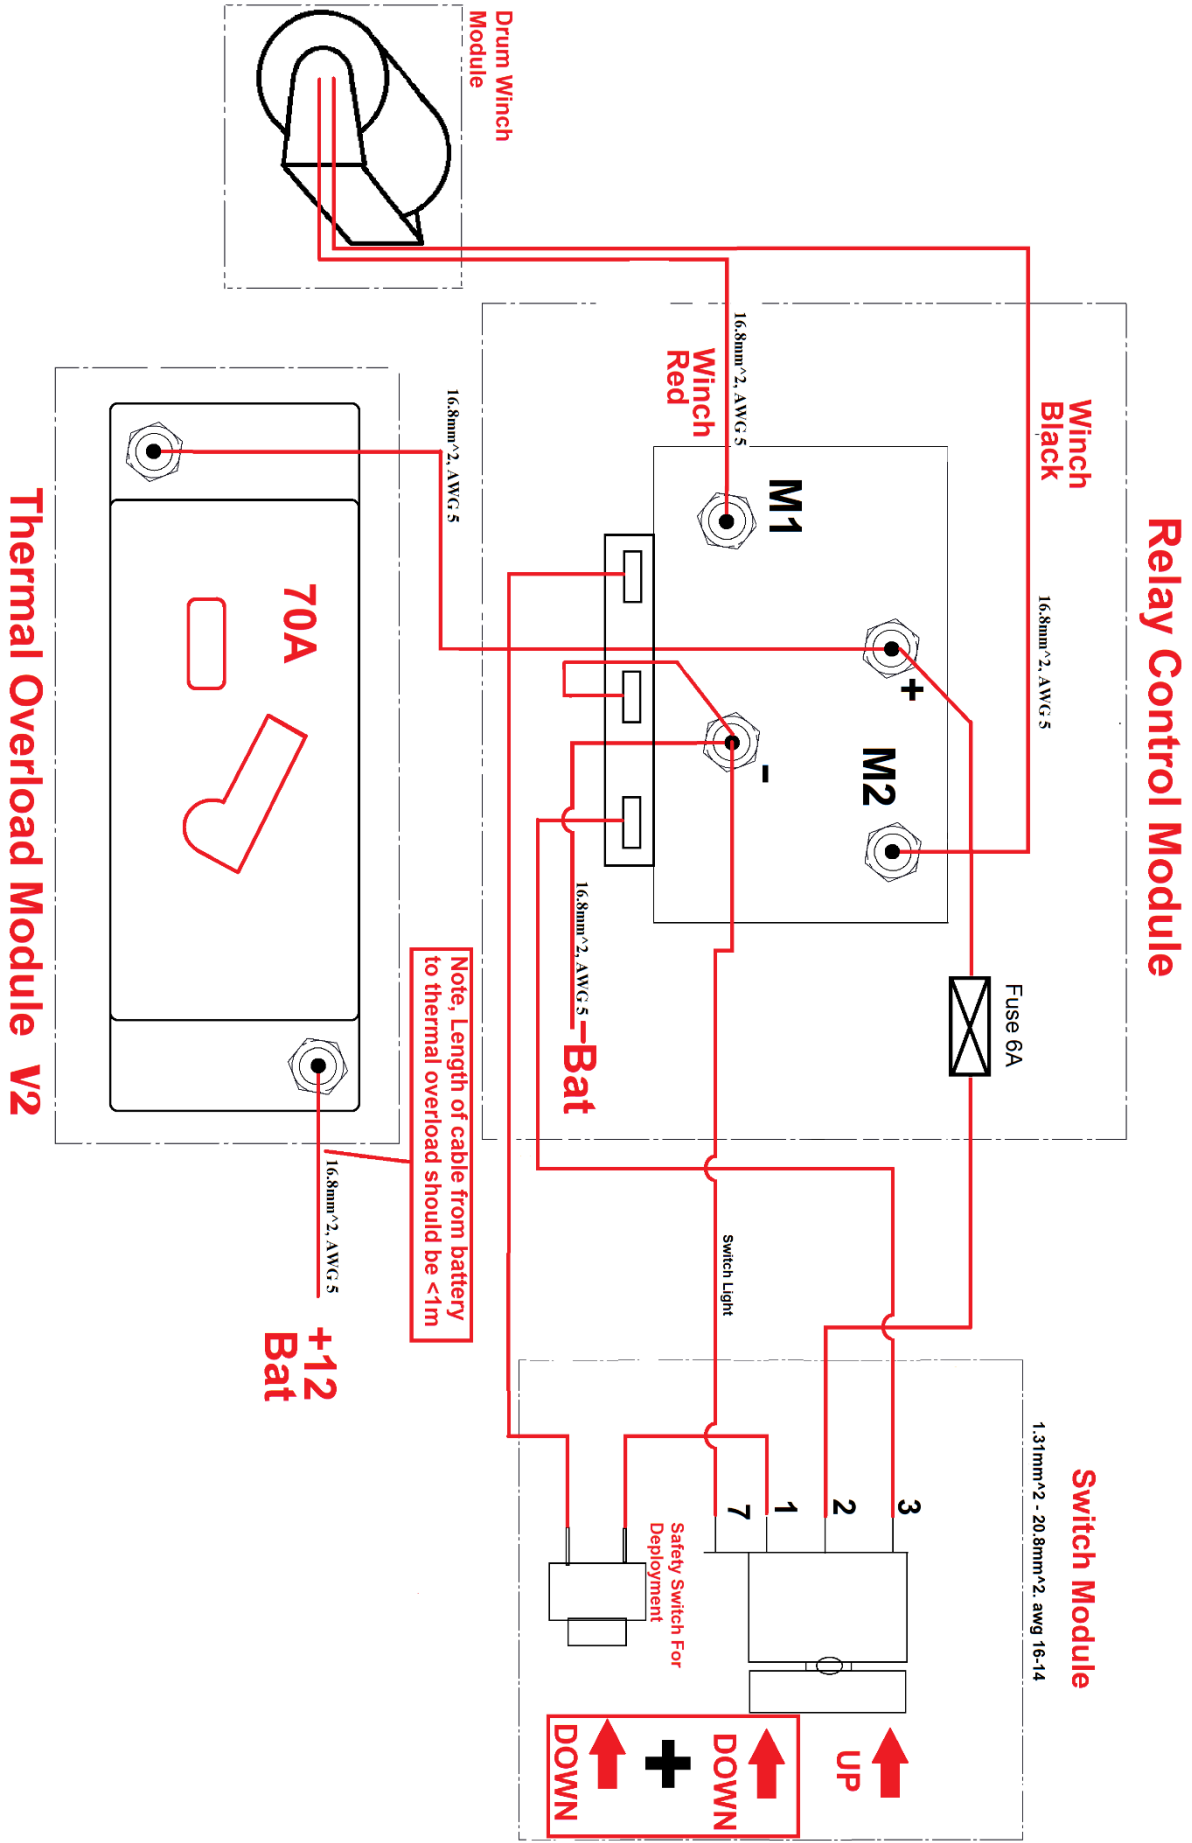 Relay Control Module
Switch Module
1.31mm^2 - 20.8mm^2. awg 16-14
Drum Winch
Module
Winch
Black
16.8mm^2, AWG 5
Fuse 6A
16.8mm^2, AWG 5
Winch
Red
M1
+
M2
-
16.8mm^2, AWG 5
-Bat
Switch Light
3
2
1
7
UP
DOWN
+
DOWN
Safety Switch For
Deployment
16.8mm^2, AWG 5
Note, Length of cable from battery
to thermal overload should be <1m
70A
16.8mm^2, AWG 5
+12
Bat
Thermal Overload Module V2